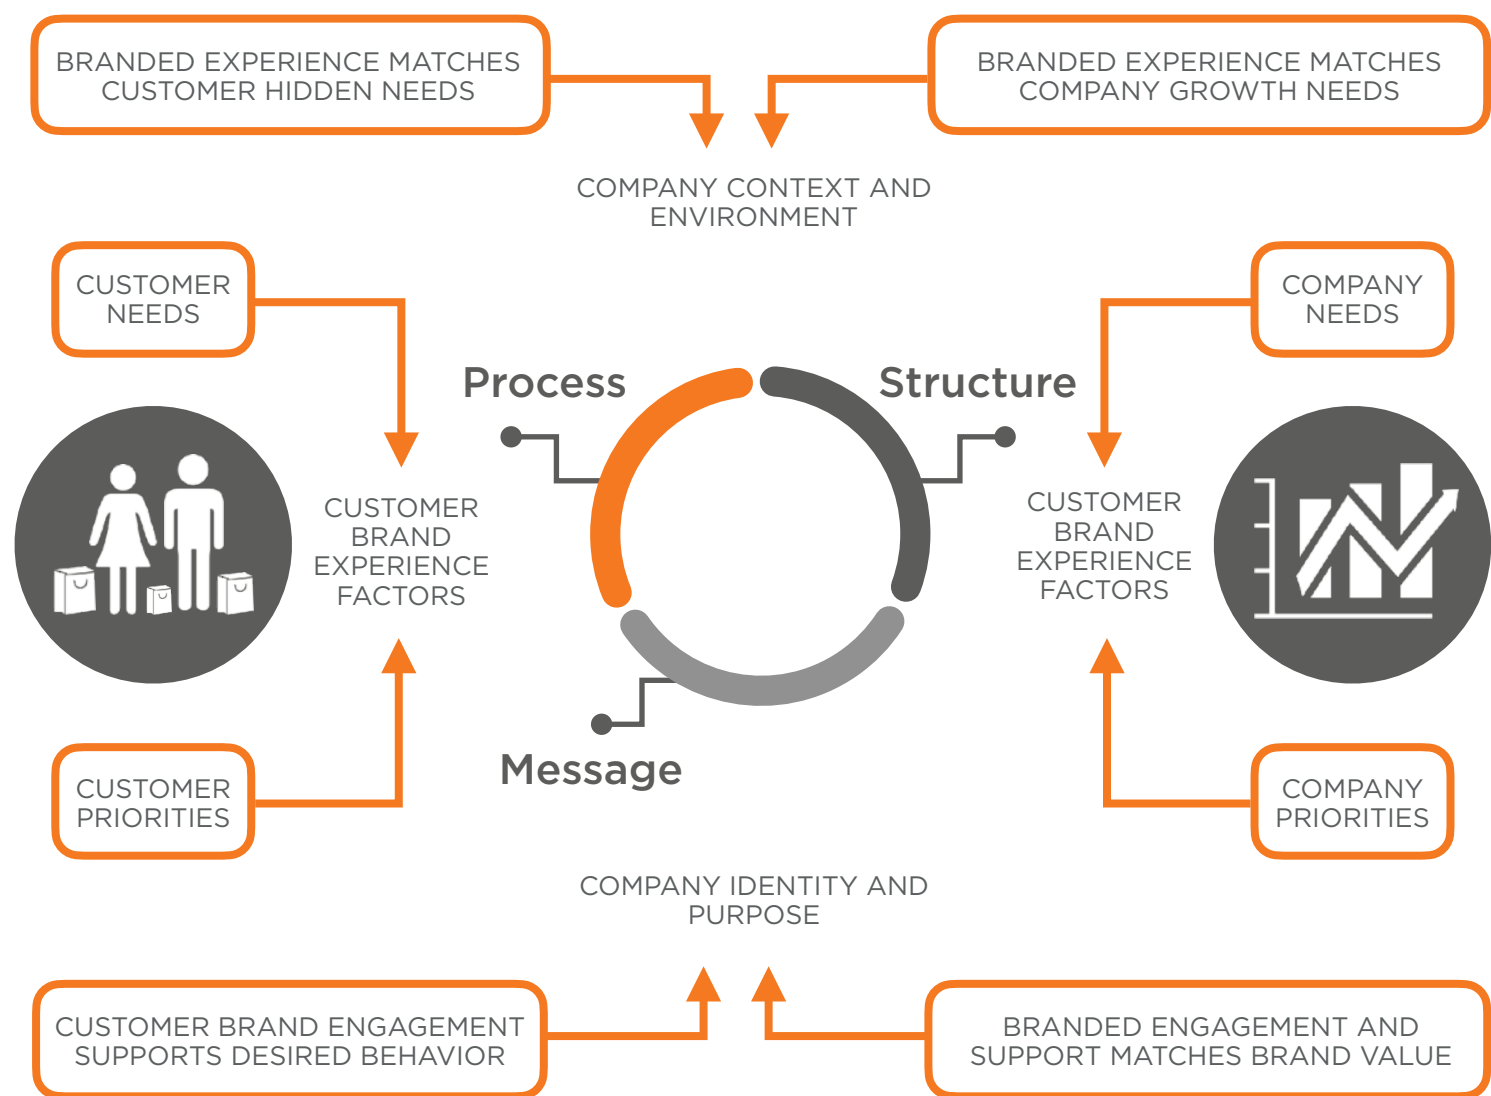 BRANDED EXPERIENCE MATCHES
CUSTOMER HIDDEN NEEDS
BRANDED EXPERIENCE MATCHES
COMPANY GROWTH NEEDS
COMPANY CONTEXT AND
ENVIRONMENT
CUSTOMER
NEEDS
COMPANY
NEEDS
Process
Structure
CUSTOMER
BRAND
EXPERIENCE
FACTORS
CUSTOMER
BRAND
EXPERIENCE
FACTORS
Message
CUSTOMER
PRIORITIES
COMPANY
PRIORITIES
COMPANY IDENTITY AND
PURPOSE
CUSTOMER BRAND ENGAGEMENT
SUPPORTS DESIRED BEHAVIOR
BRANDED ENGAGEMENT AND
SUPPORT MATCHES BRAND VALUE